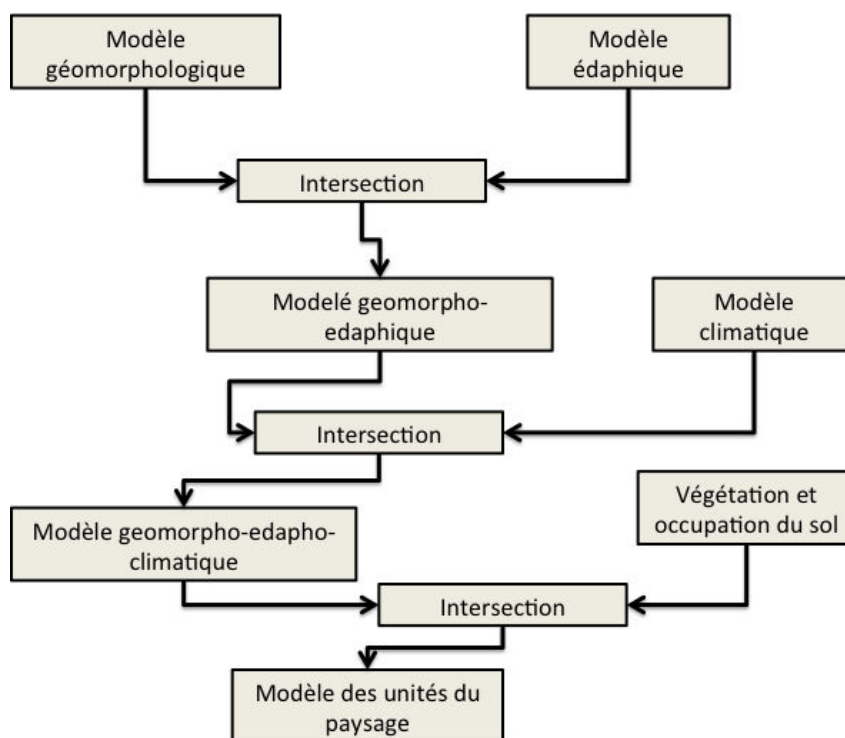 Modèle
géomorphologique
Modèle
édaphique
Intersection
Modelé geomorpho-
edaphique
Modèle
climatique
Intersection
Végétation et
occupation du sol
Modèle geomorpho-edapho-
climatique
Intersection
Modèle des unités du
paysage